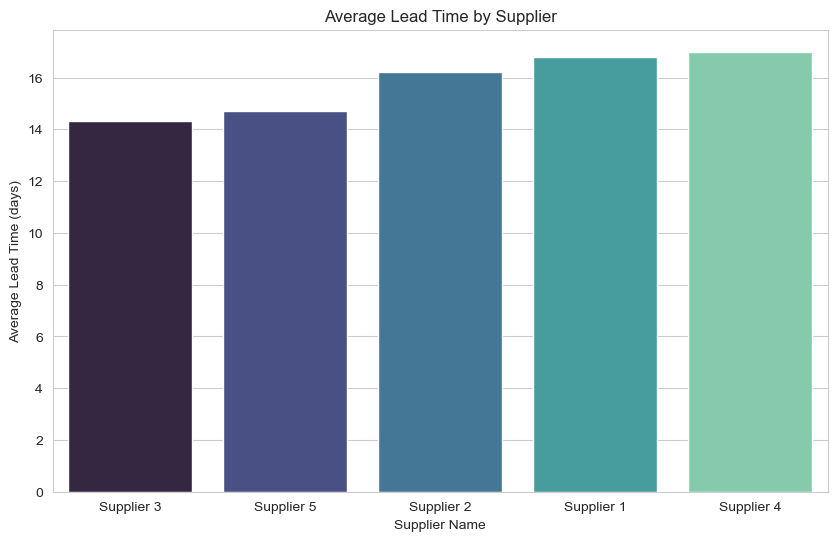 Average Lead Time by Supplier
Average Lead Time (days)
16
14
12
10
8
6
4
2
0
Supplier 3
Supplier 5
Supplier 2
Supplier 1
Supplier 4
Supplier Name